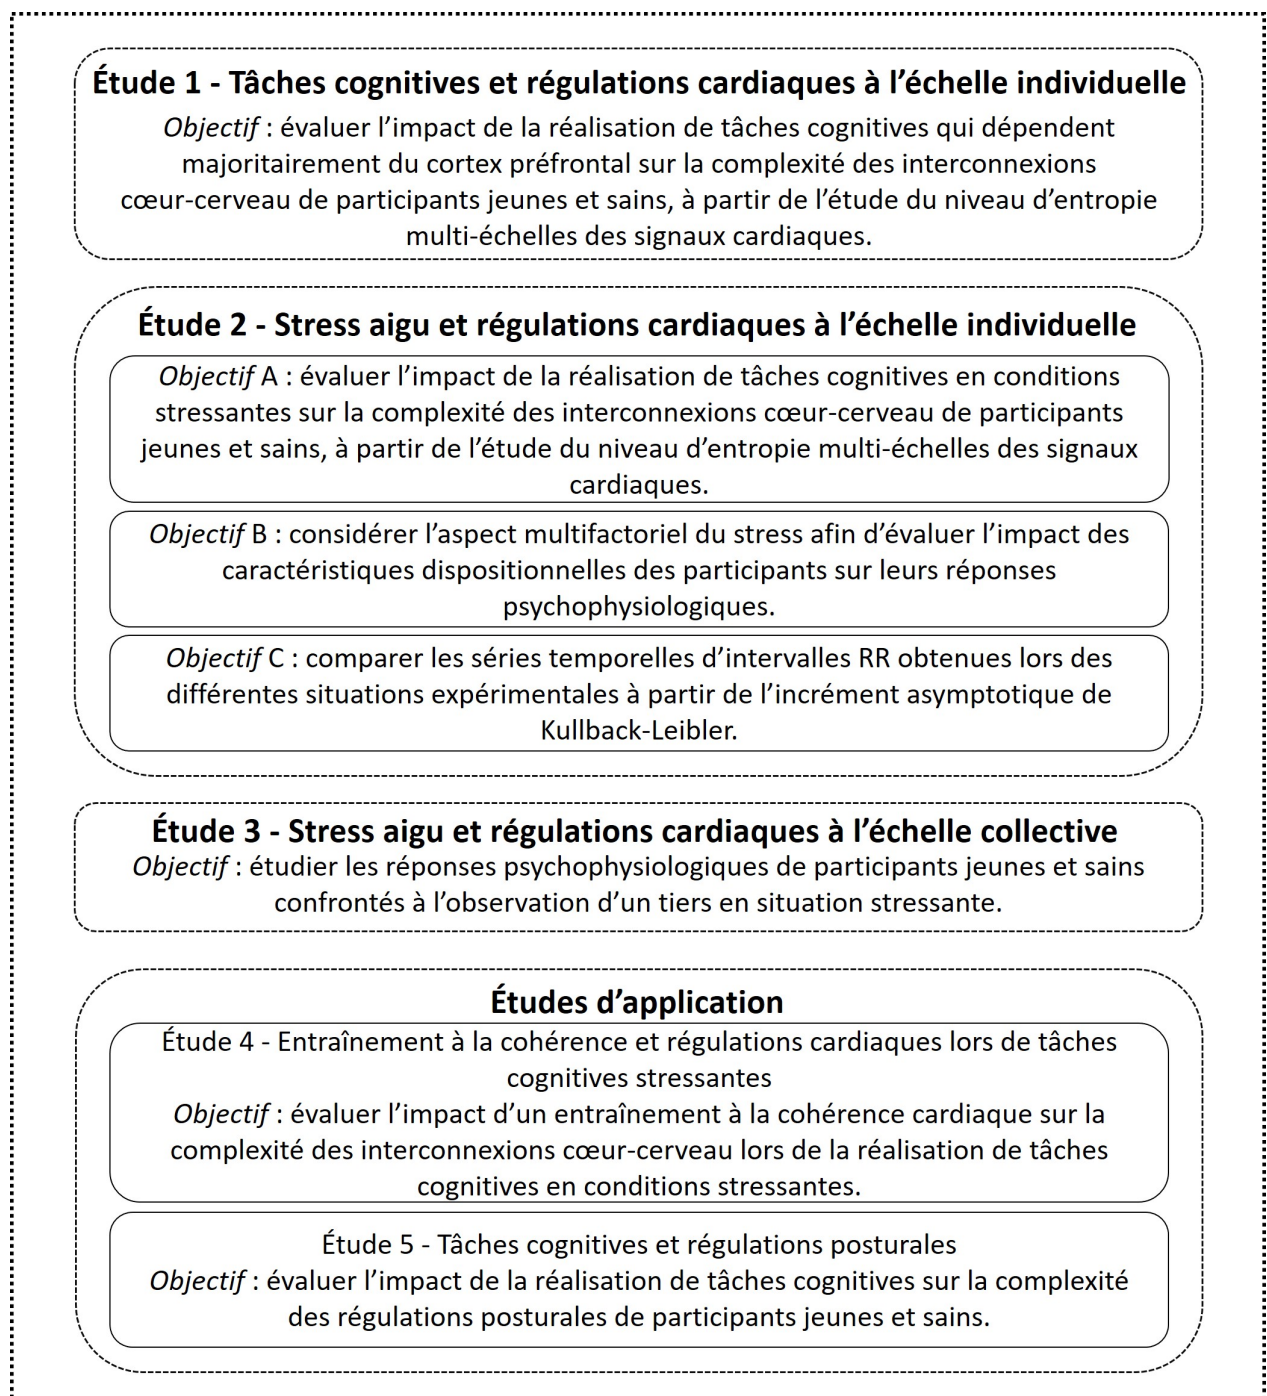 Étude 1 - Tâches cognitives et régulations cardiaques à l’échelle individuelle
Objectif : évaluer l’impact de la réalisation de tâches cognitives qui dépendent
majoritairement du cortex préfrontal sur la complexité des interconnexions
cœur-cerveau de participants jeunes et sains, à partir de l’étude du niveau d’entropie
multi-échelles des signaux cardiaques.
Étude 2 - Stress aigu et régulations cardiaques à l’échelle individuelle
Objectif A : évaluer l’impact de la réalisation de tâches cognitives en conditions
stressantes sur la complexité des interconnexions cœur-cerveau de participants
jeunes et sains, à partir de l’étude du niveau d’entropie multi-échelles des signaux
cardiaques.
Objectif B : considérer l’aspect multifactoriel du stress afin d’évaluer l’impact des
caractéristiques dispositionnelles des participants sur leurs réponses
psychophysiologiques.
Objectif C : comparer les séries temporelles d’intervalles RR obtenues lors des
différentes situations expérimentales à partir de l’incrément asymptotique de
Kullback-Leibler.
Étude 3 - Stress aigu et régulations cardiaques à l’échelle collective
Objectif : étudier les réponses psychophysiologiques de participants jeunes et sains
confrontés à l’observation d’un tiers en situation stressante.
Études d’application
Étude 4 - Entraînement à la cohérence et régulations cardiaques lors de tâches
cognitives stressantes
Objectif : évaluer l’impact d’un entraînement à la cohérence cardiaque sur la
complexité des interconnexions cœur-cerveau lors de la réalisation de tâches
cognitives en conditions stressantes.
Étude 5 - Tâches cognitives et régulations posturales
Objectif : évaluer l’impact de la réalisation de tâches cognitives sur la complexité
des régulations posturales de participants jeunes et sains.